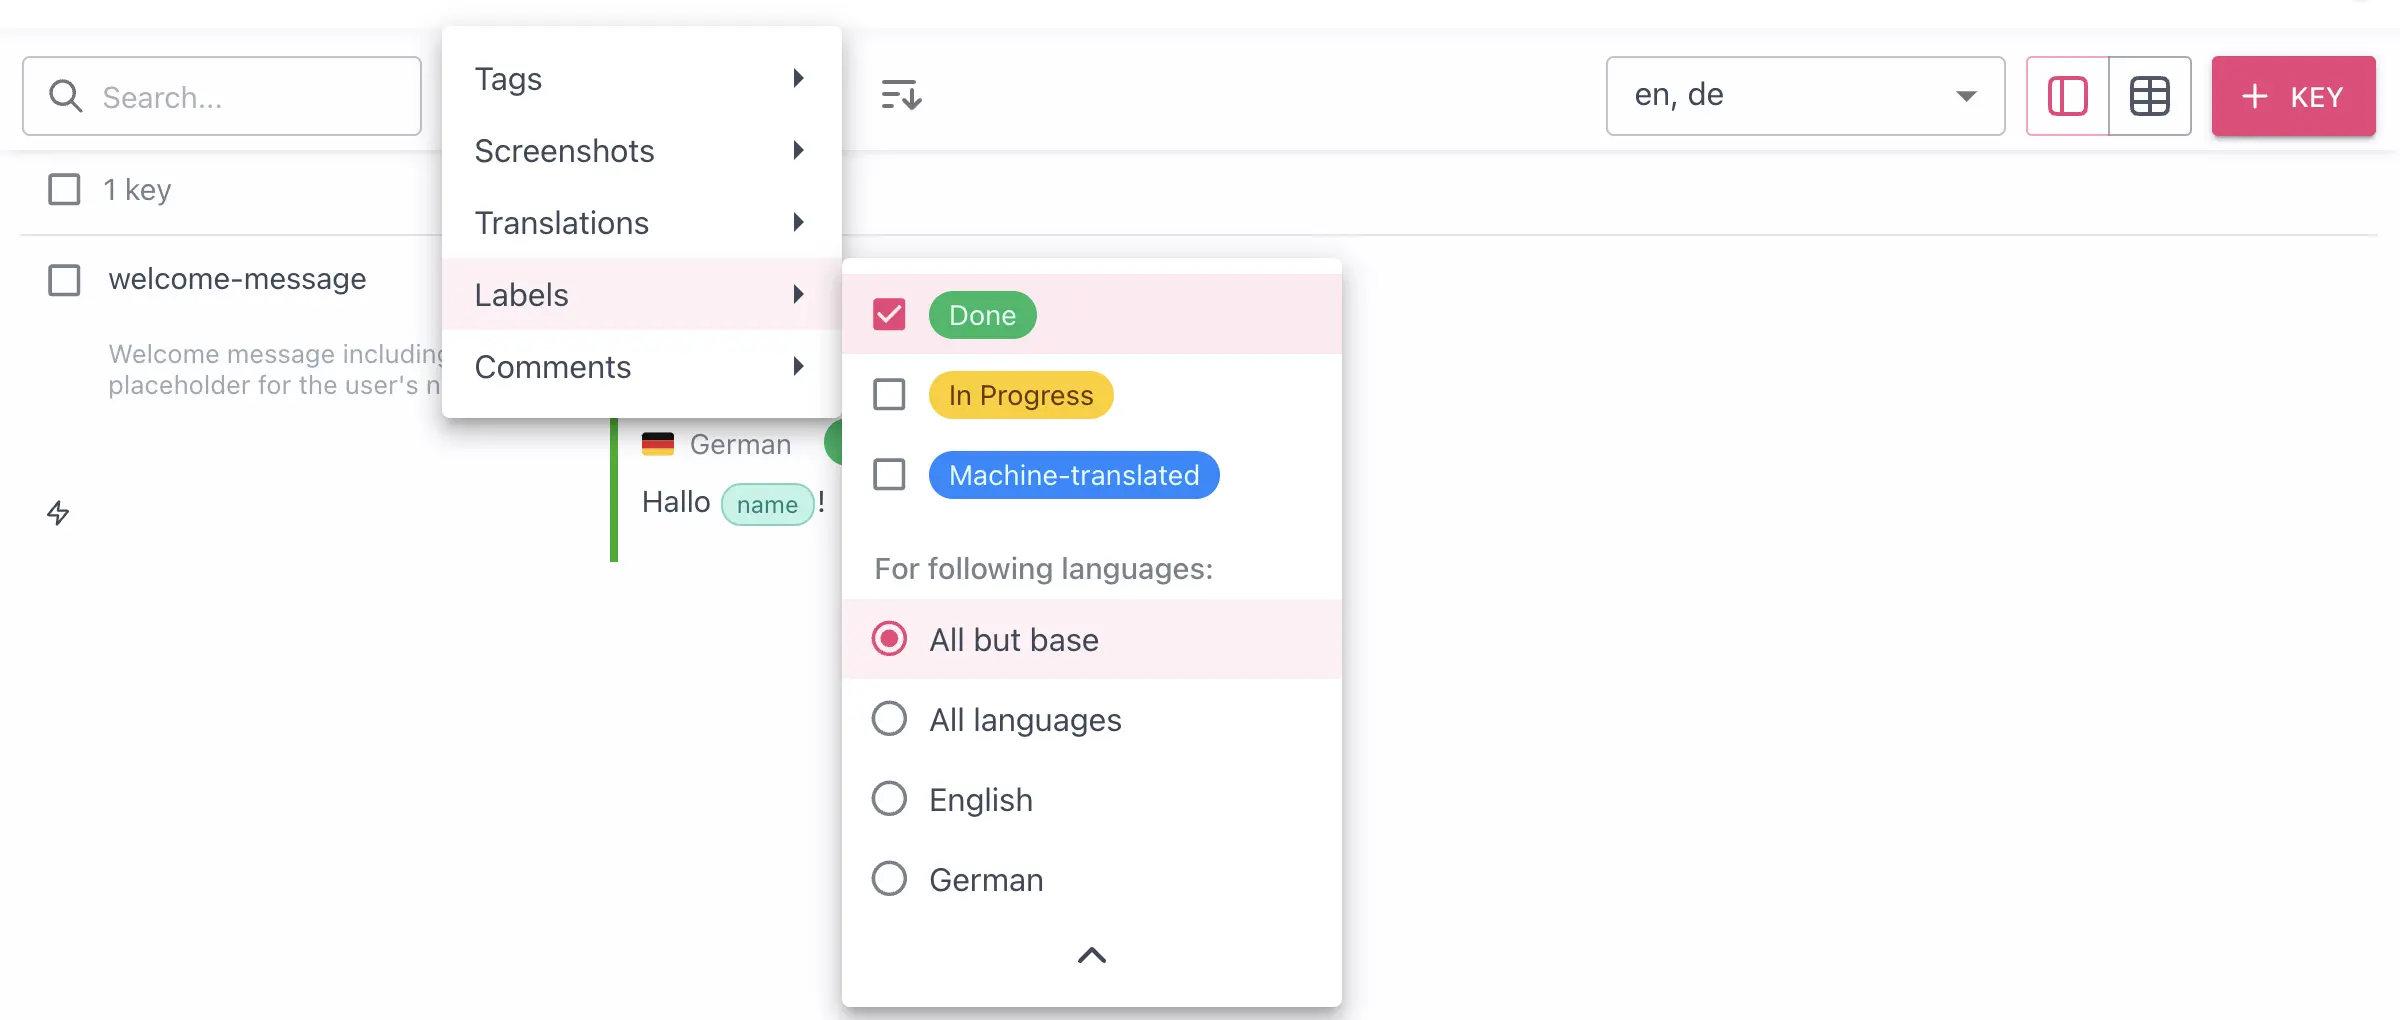 Search...
en, de
KEY
1 key
welcome-message
Welcome message including
placeholder for the user's n
Tags
Screenshots
Translations
Labels
Comments
German
Hallo name!
Done
In Progress
Machine-translated
For following languages:
All but base
All languages
English
German